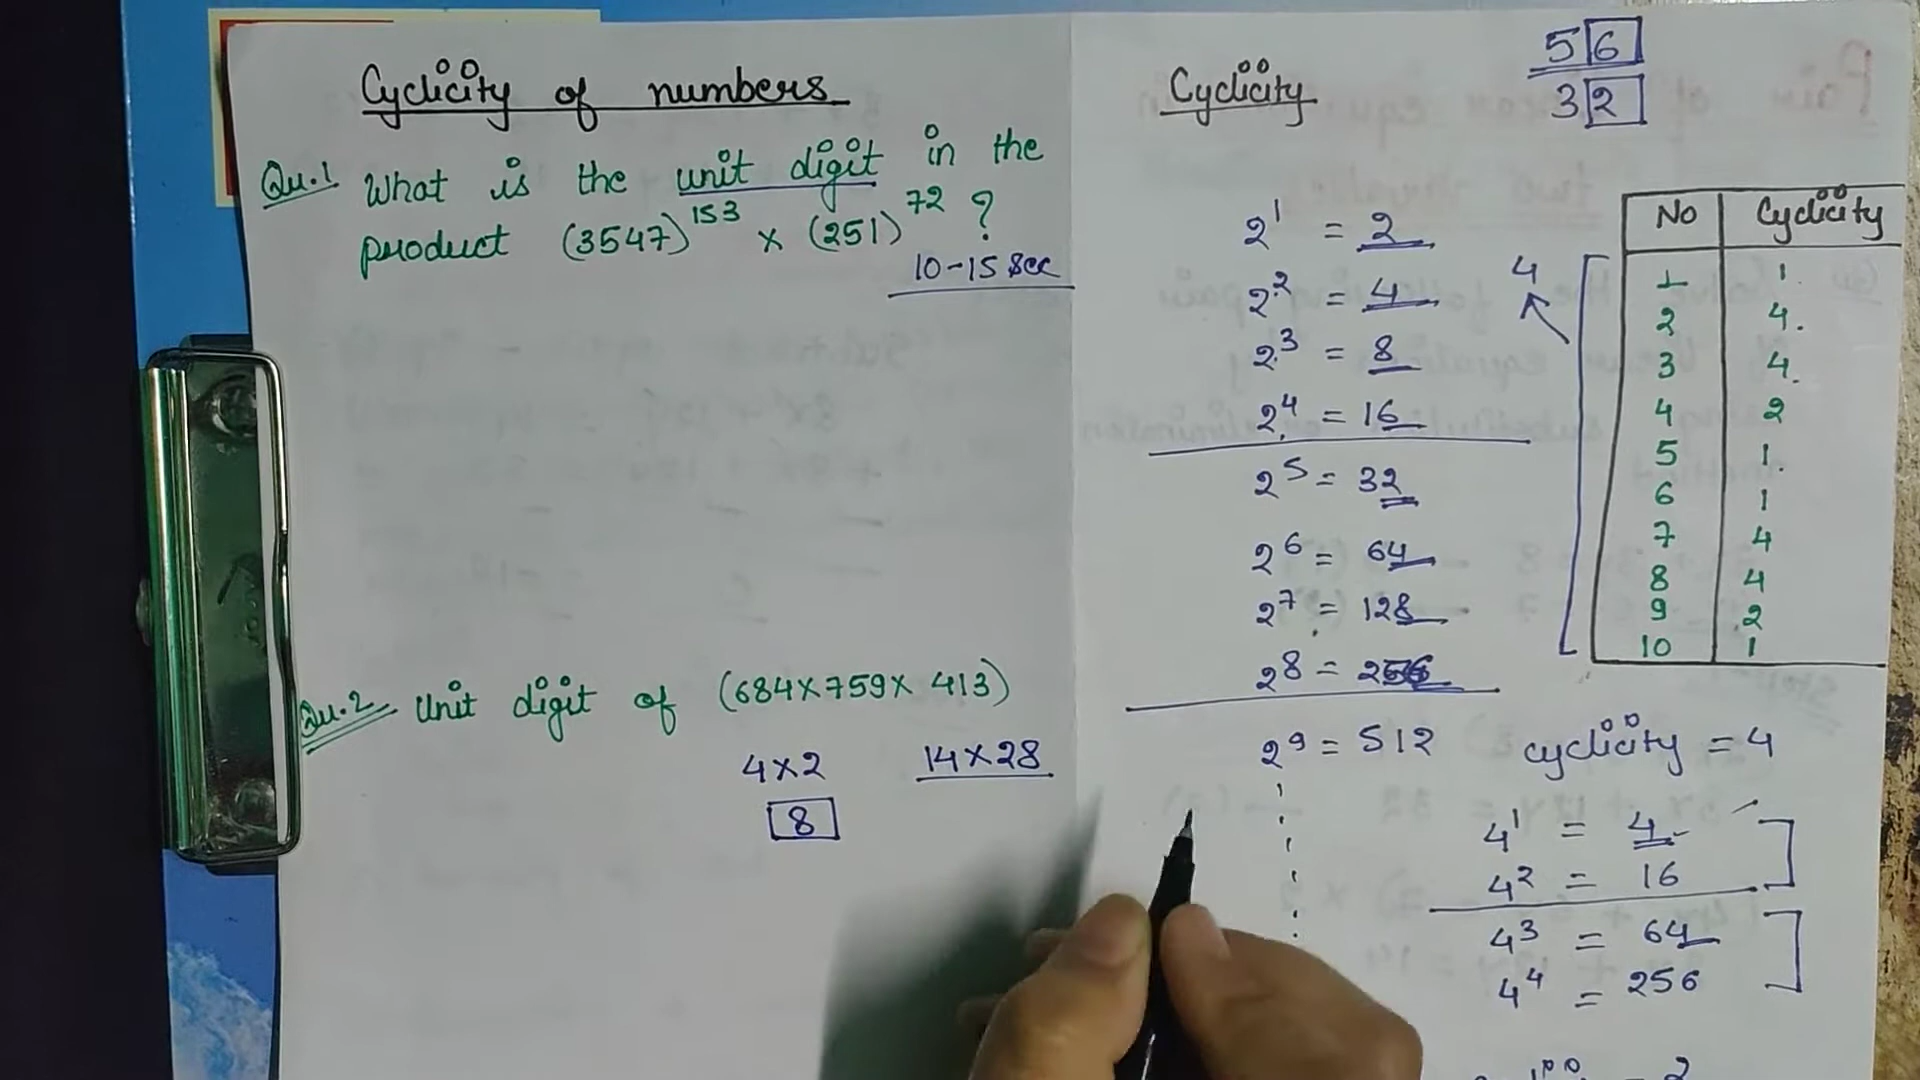 Cyclicity of numbers
Qu.1 What is the unit digit in the
product (3547)^153 x (251)^72 ?
10-15 Sec
Qu.2 Unit digit of (684x759x 413)
4x2
14x28
8
Cyclicity
56
32
2^1 = 2
2^2 = 4
2^3 = 8
2^4 = 16
2^5 = 32
2^6 = 64
2^7 = 128
2^8 = 256
2^9 = 512
4
No Cyclicity
1 1
2 4
3 4
4 2
5 1
6 1
7 4
8 4
9 2
10 1
cyclicity = 4
4^1 = 4
4^2 = 16
4^3 = 64
4^4 = 256
2